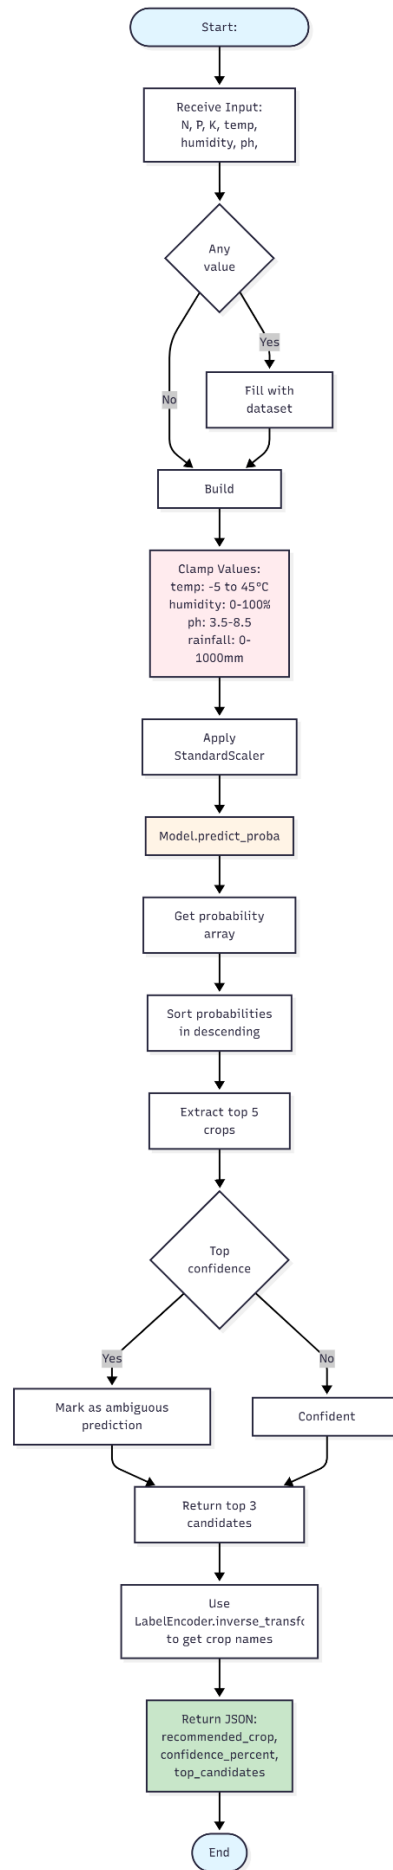 Start:
Receive Input:
N, P, K, temp,
humidity, ph,
Any
value
Yes
Fill with
dataset
No
Build
Clamp Values:
temp: -5 to 45°C
humidity: 0-100%
ph: 3.5-8.5
rainfall: 0-
1000mm
Apply
StandardScaler
Model.predict_proba
Get probability
array
Sort probabilities
in descending
Extract top 5
crops
Top
confidence
Yes
No
Mark as ambiguous
prediction
Confident
Return top 3
candidates
Use
LabelEncoder.inverse_transfo
to get crop names
Return JSON:
recommended_crop,
confidence_percent,
top_candidates
End